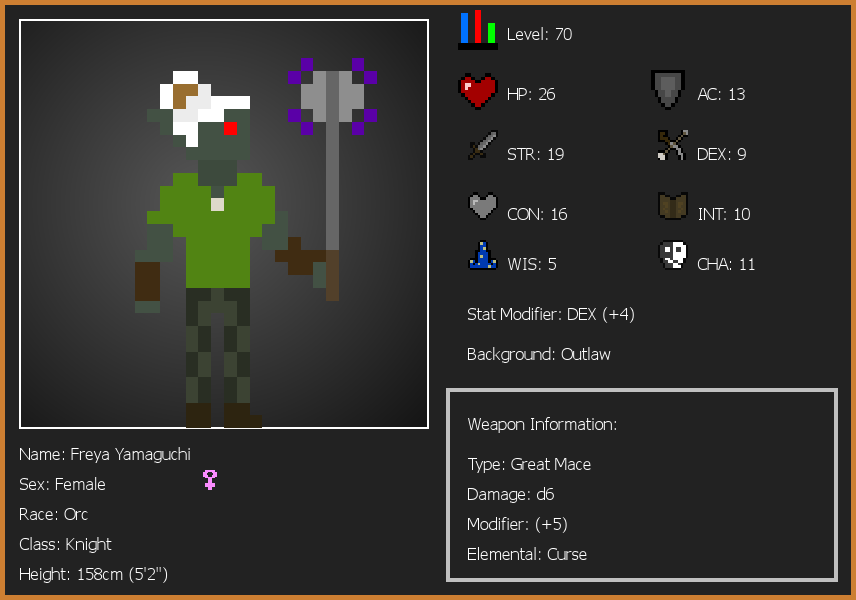 Level: 70
HP: 26
AC: 13
STR: 19
DEX: 9
CON: 16
INT: 10
WIS: 5
CHA: 11
Stat Modifier: DEX (+4)
Background: Outlaw
Weapon Information:
Type: Great Mace
Damage: d6
Modifier: (+5)
Elemental: Curse
Name: Freya Yamaguchi
Sex: Female
Race: Orc
Class: Knight
Height: 158cm (5'2")